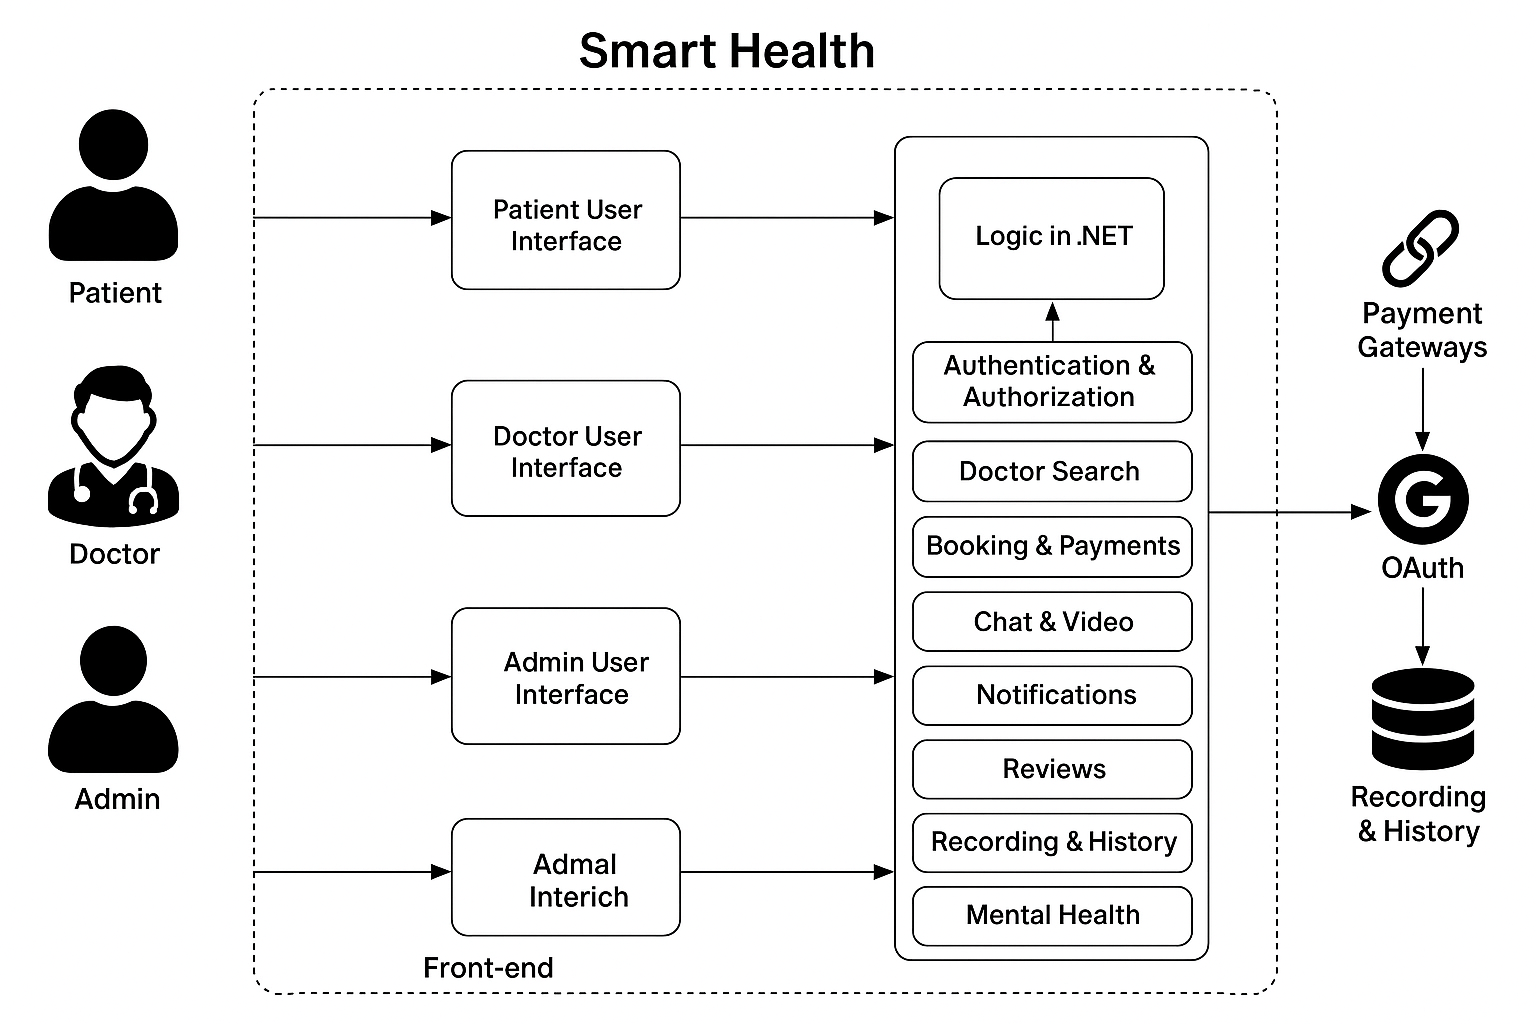 Smart Health
Patient
Doctor
Admin
Patient User
Interface
Doctor User
Interface
Admin User
Interface
Admal
Interich
Front-end
Logic in .NET
Authentication &
Authorization
Doctor Search
Booking & Payments
Chat & Video
Notifications
Reviews
Recording & History
Mental Health
Payment
Gateways
G
OAuth
Recording
& History